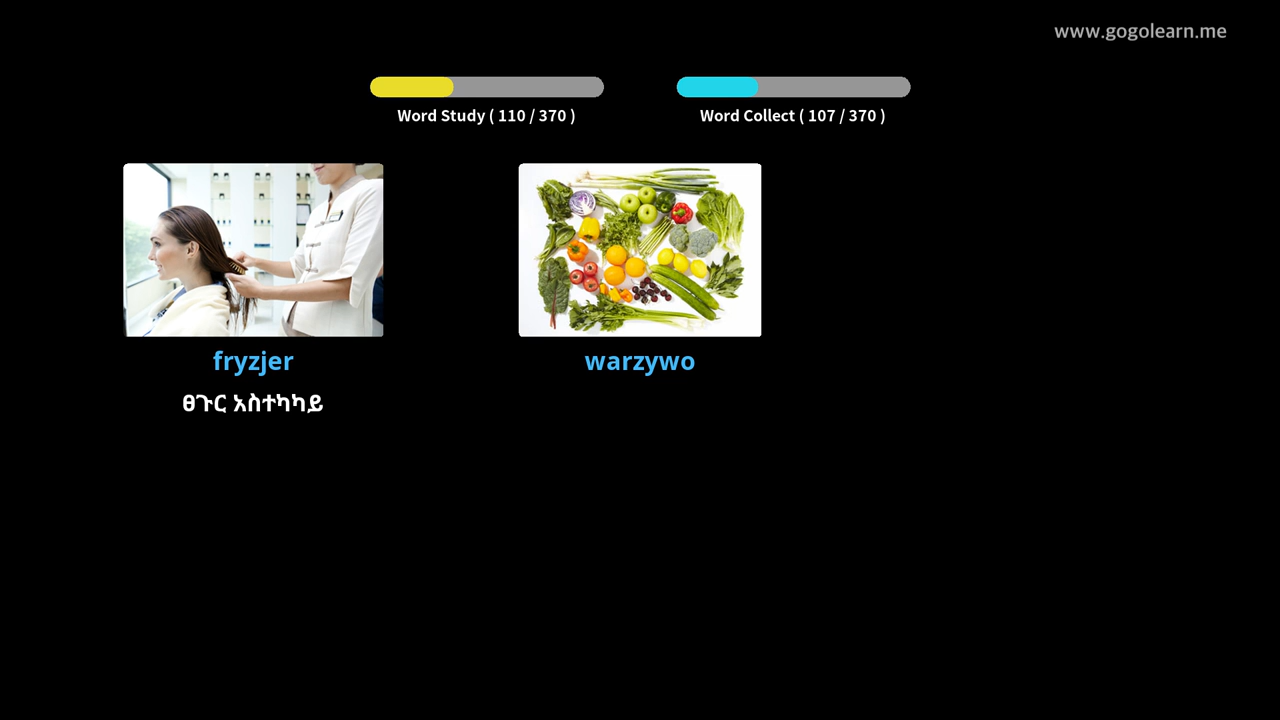 www.gogolearn.me
Word Study ( 110 / 370 )
Word Collect ( 107 / 370 )
fryzjer
warzywo
ፀጉር አስተካካይ